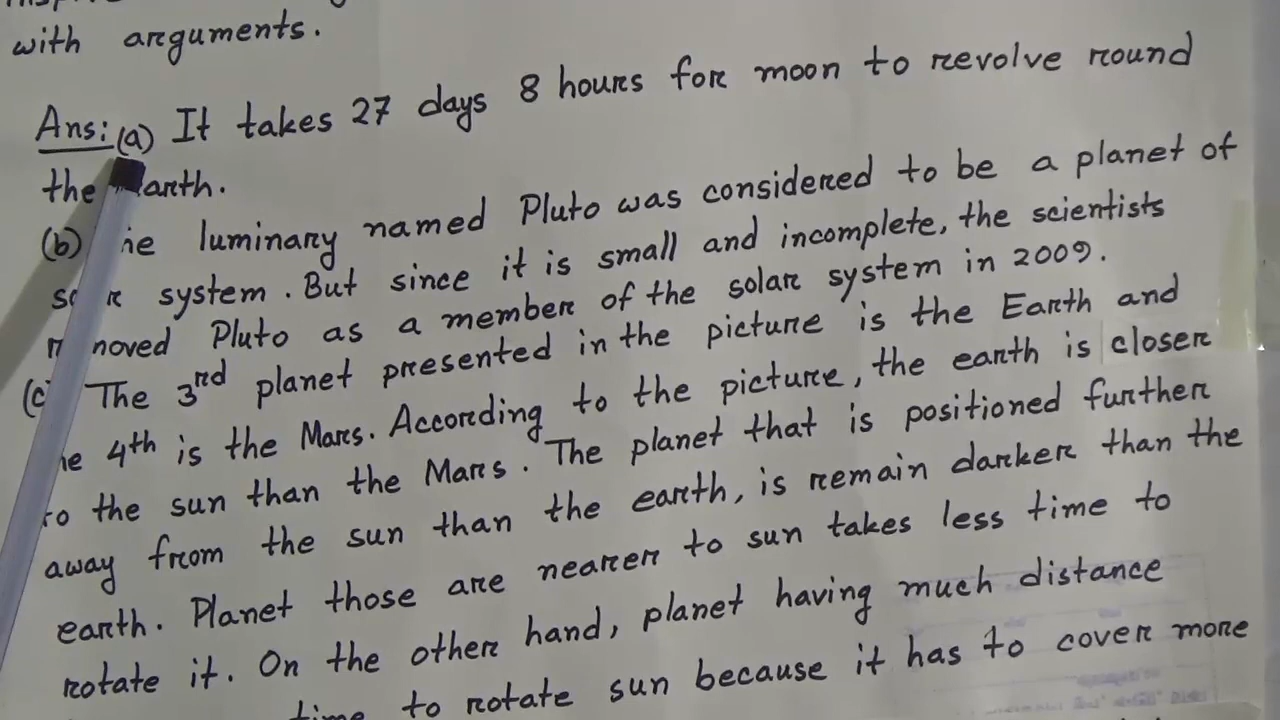 with arguments.
Ans: (a) It takes 27 days 8 hours for moon to revolve round
the Earth.
(b) The luminary named Pluto was considered to be a planet of
solar system. But since it is small and incomplete, the scientists
removed Pluto as a member of the solar system in 2009.
(c) The 3rd planet presented in the picture is the Earth and
the 4th is the Mars. According to the picture, the earth is closer
to the sun than the Mars. The planet that is positioned further
away from the sun than the earth, is remain darker than the
earth. Planet those are nearer to sun takes less time to
rotate it. On the other hand, planet having much distance
time to rotate sun because it has to cover more